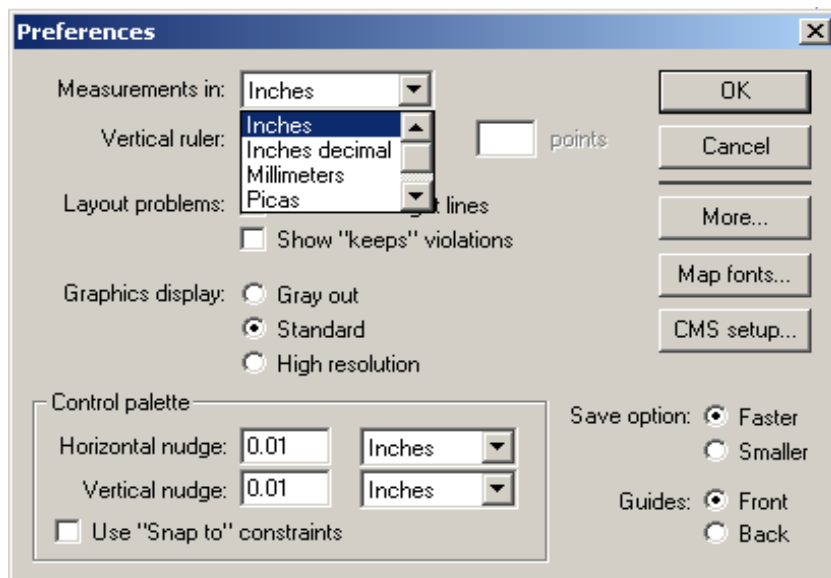 Preferences
Measurements in: Inches OK
Inches
Vertical ruler: Inches decimal points Cancel
Millimeters
Layout problems: Picas lines More...
Show "keeps" violations
Map fonts...
Graphics display: Gray out
Standard CMS setup...
High resolution
Control palette
Save option: Faster
Horizontal nudge: 0.01 Inches
Smaller
Vertical nudge: 0.01 Inches
Guides: Front
Use "Snap to" constraints
Back